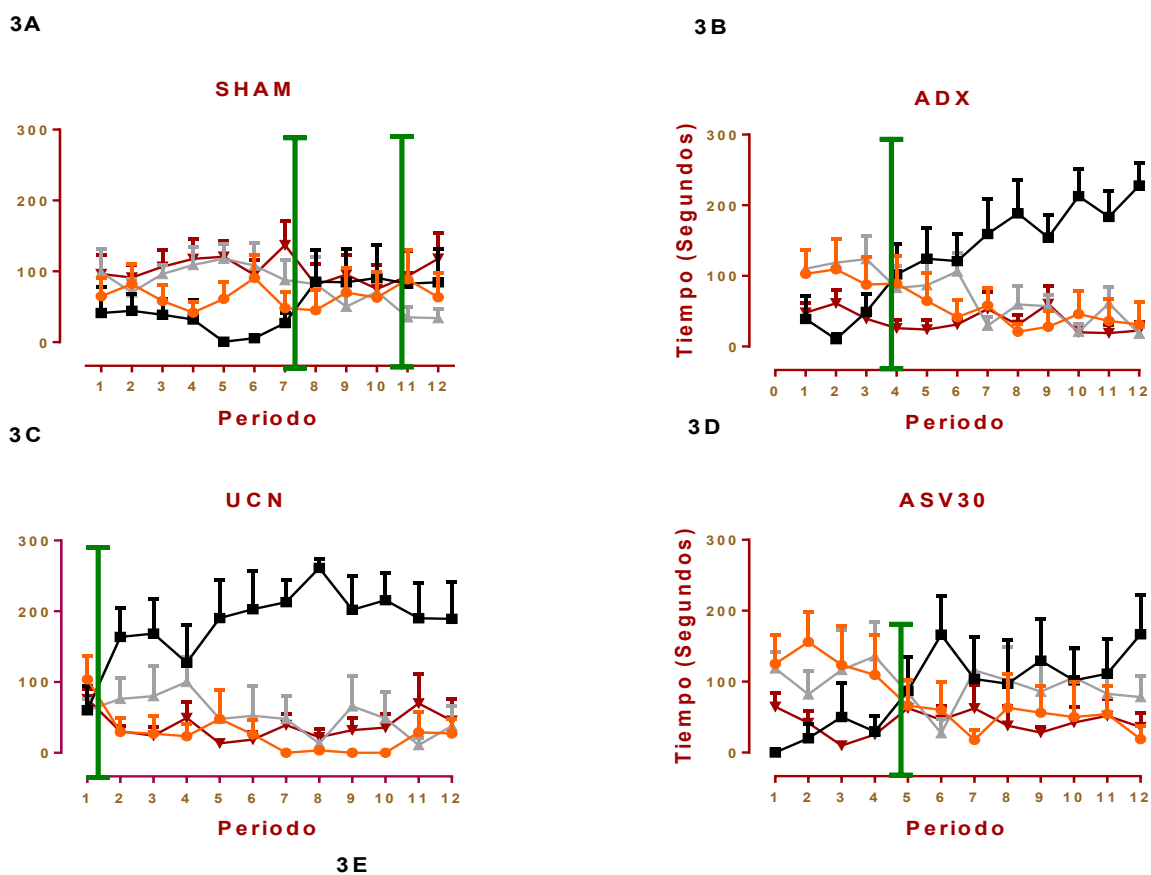 3A
SHAM
300
200
100
0
1 2 3 4 5 6 7 8 9 10 11 12
Periodo
3B
ADX
Tiempo (Segundos)
300
200
100
0
0 1 2 3 4 5 6 7 8 9 10 11 12
Periodo
3C
UCN
300
200
100
0
1 2 3 4 5 6 7 8 9 10 11 12
Periodo
3D
ASV30
Tiempo (Segundos)
300
200
100
0
1 2 3 4 5 6 7 8 9 10 11 12
Periodo
3E